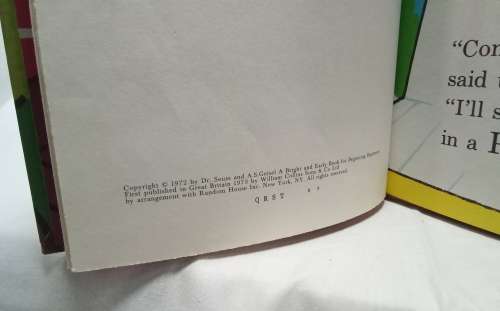 Copyright © 1972 by Dr. Seuss and A.S.Geisel A Bright and Early Book for Beginning Beginners
First published in Great Britain 1973 by William Collins Sons & Co Ltd
by arrangement with Random House Inc. New York, NY. All rights reserved.
QRST
“Con
said t
“I'll s
in a